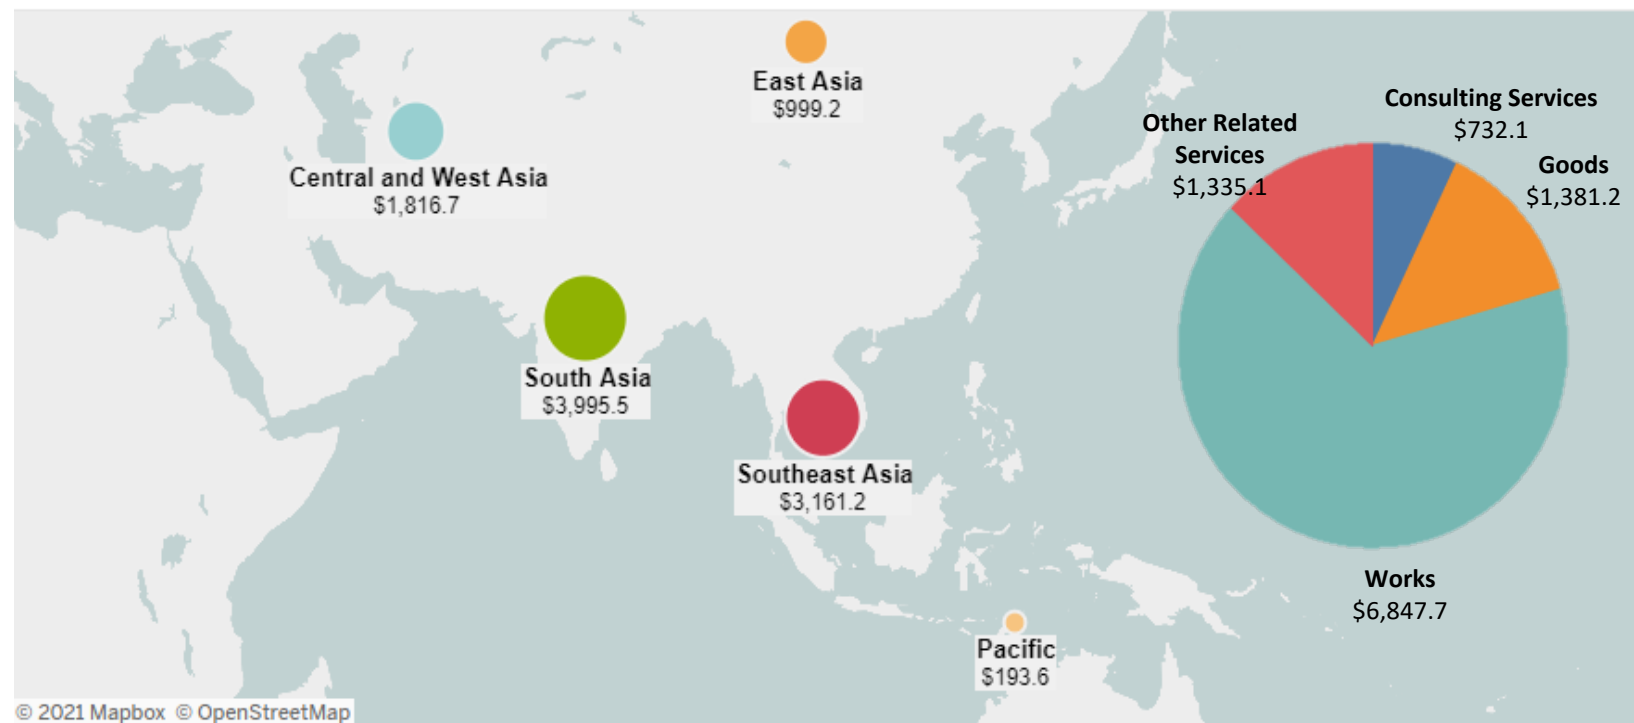 East Asia
$999.2
Central and West Asia
$1,816.7
South Asia
$3,995.5
Southeast Asia
$3,161.2
Pacific
$193.6
Consulting Services
$732.1
Other Related
Services
$1,335.1
Goods
$1,381.2
Works
$6,847.7
© 2021 Mapbox © OpenStreetMap